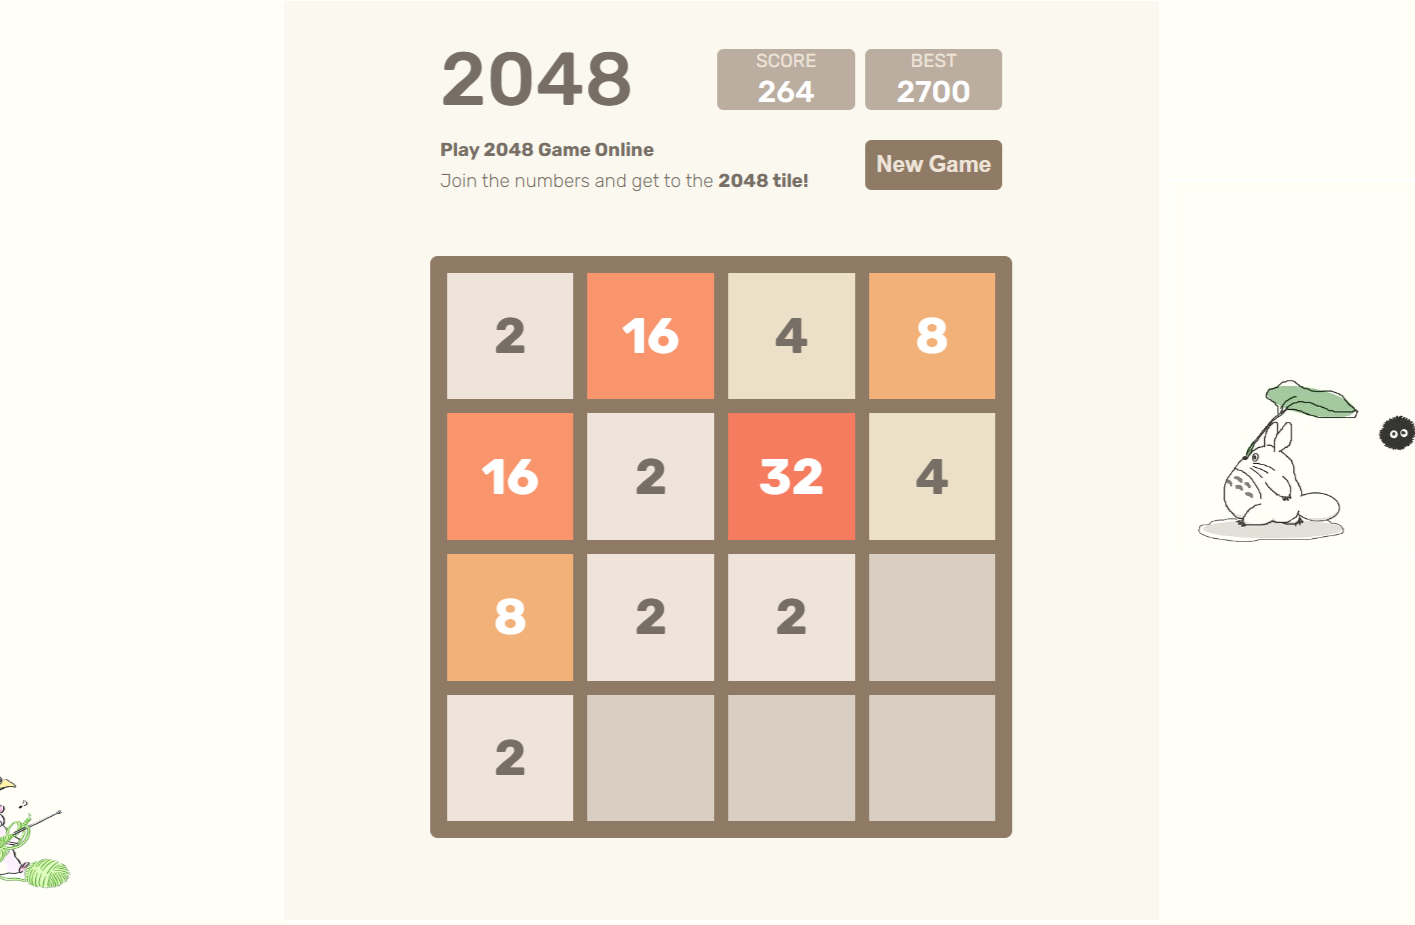 2048
SCORE
264
BEST
2700
Play 2048 Game Online
Join the numbers and get to the 2048 tile!
New Game
2 16 4 8
16 2 32 4
8 2 2
2